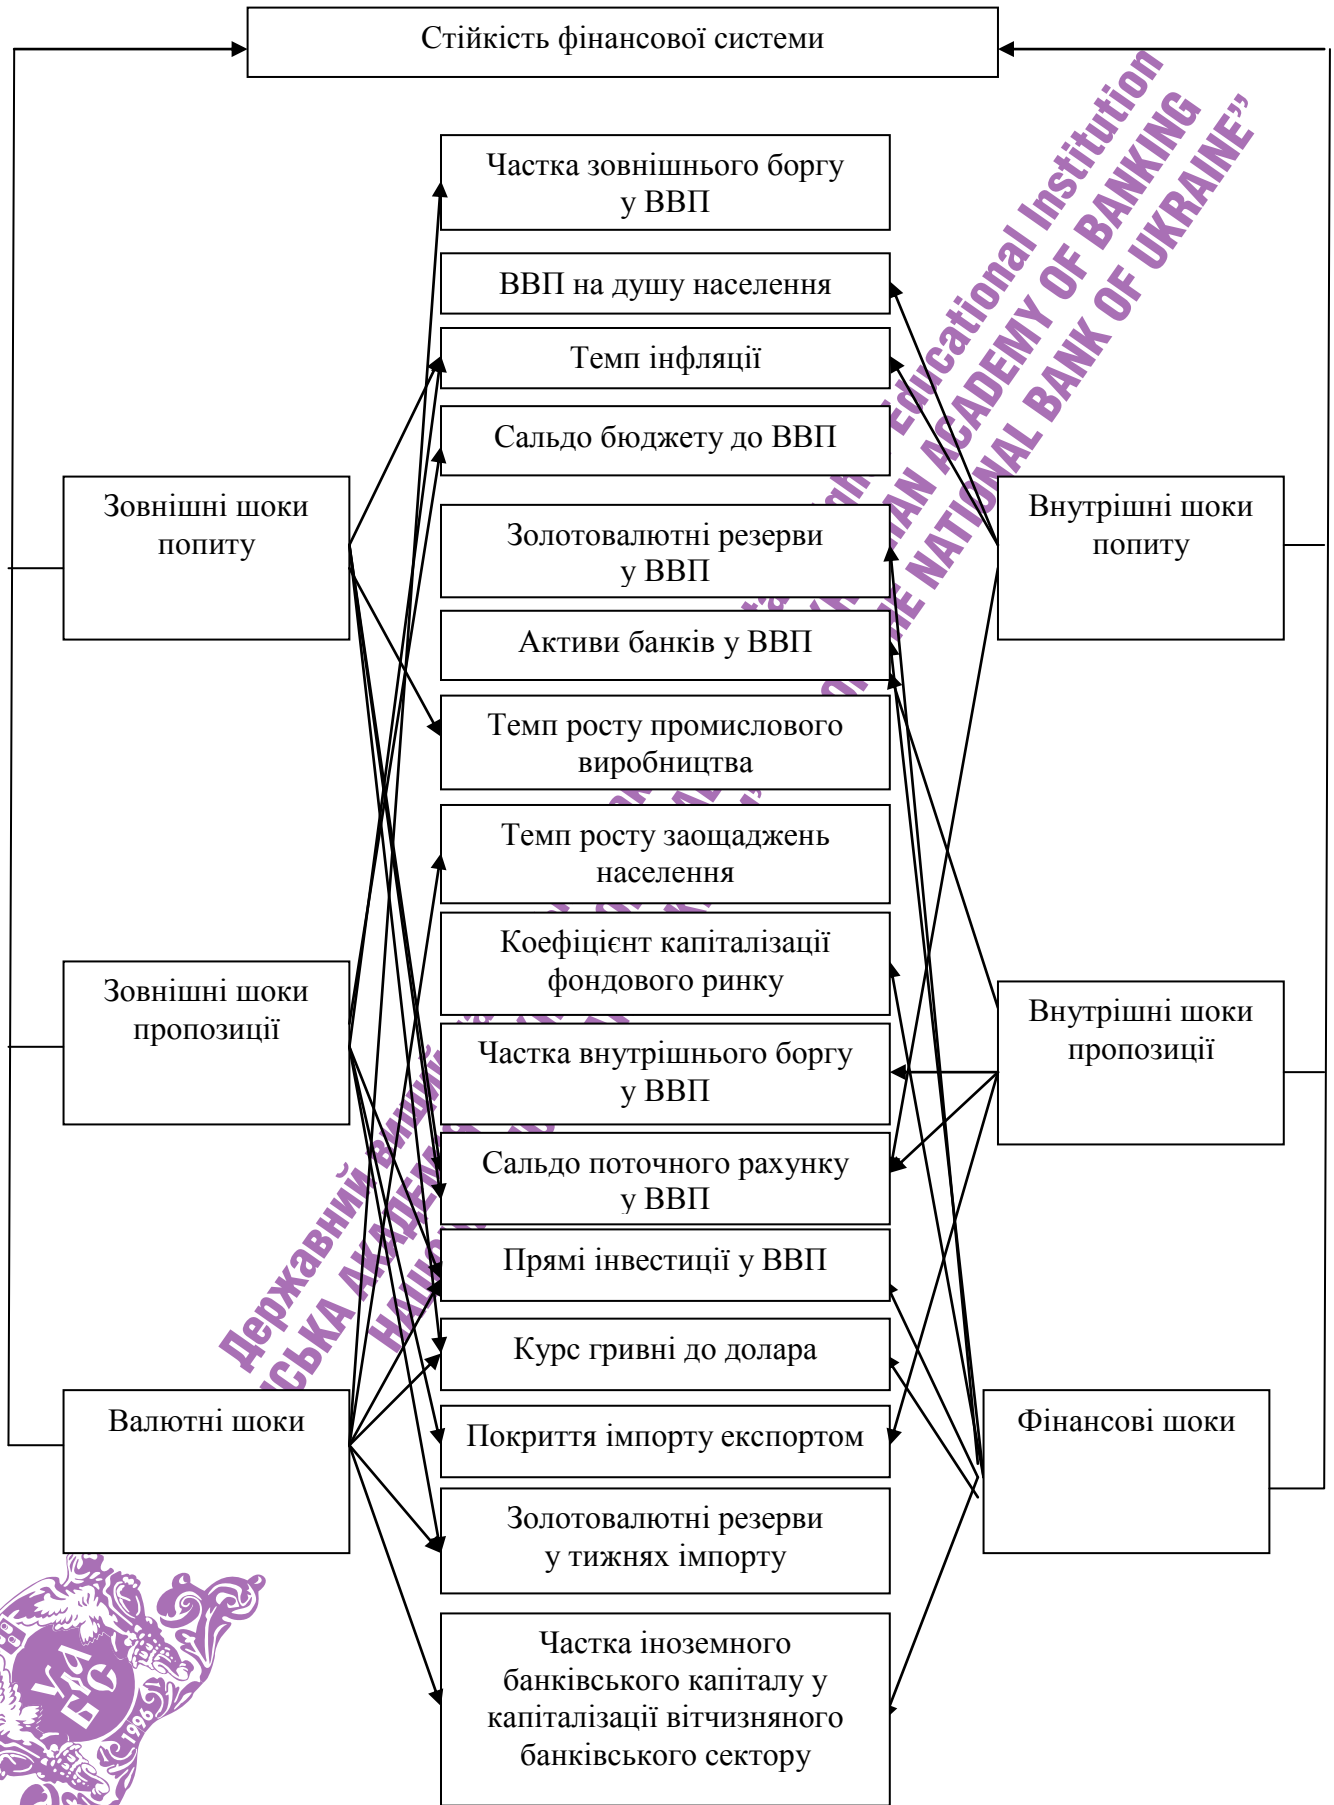 Стійкість фінансової системи
Частка зовнішнього боргу
у ВВП
ВВП на душу населення
Темп інфляції
Сальдо бюджету до ВВП
Зовнішні шоки
попиту
Золотовалютні резерви
у ВВП
Внутрішні шоки
попиту
Активи банків у ВВП
Темп росту промислового
виробництва
Темп росту заощаджень
населення
Коефіцієнт капіталізації
фондового ринку
Зовнішні шоки
пропозиції
Внутрішні шоки
пропозиції
Частка внутрішнього боргу
у ВВП
Сальдо поточного рахунку
у ВВП
Прямі інвестиції у ВВП
Курс гривні до долара
Валютні шоки
Покриття імпорту експортом
Фінансові шоки
Золотовалютні резерви
у тижнях імпорту
Частка іноземного
банківського капіталу у
капіталізації вітчизняного
банківського сектору
Educational Institution
ACADEMY OF BANKING
NATIONAL BANK OF UKRAINE”
Державний вищий
УАБС
1996